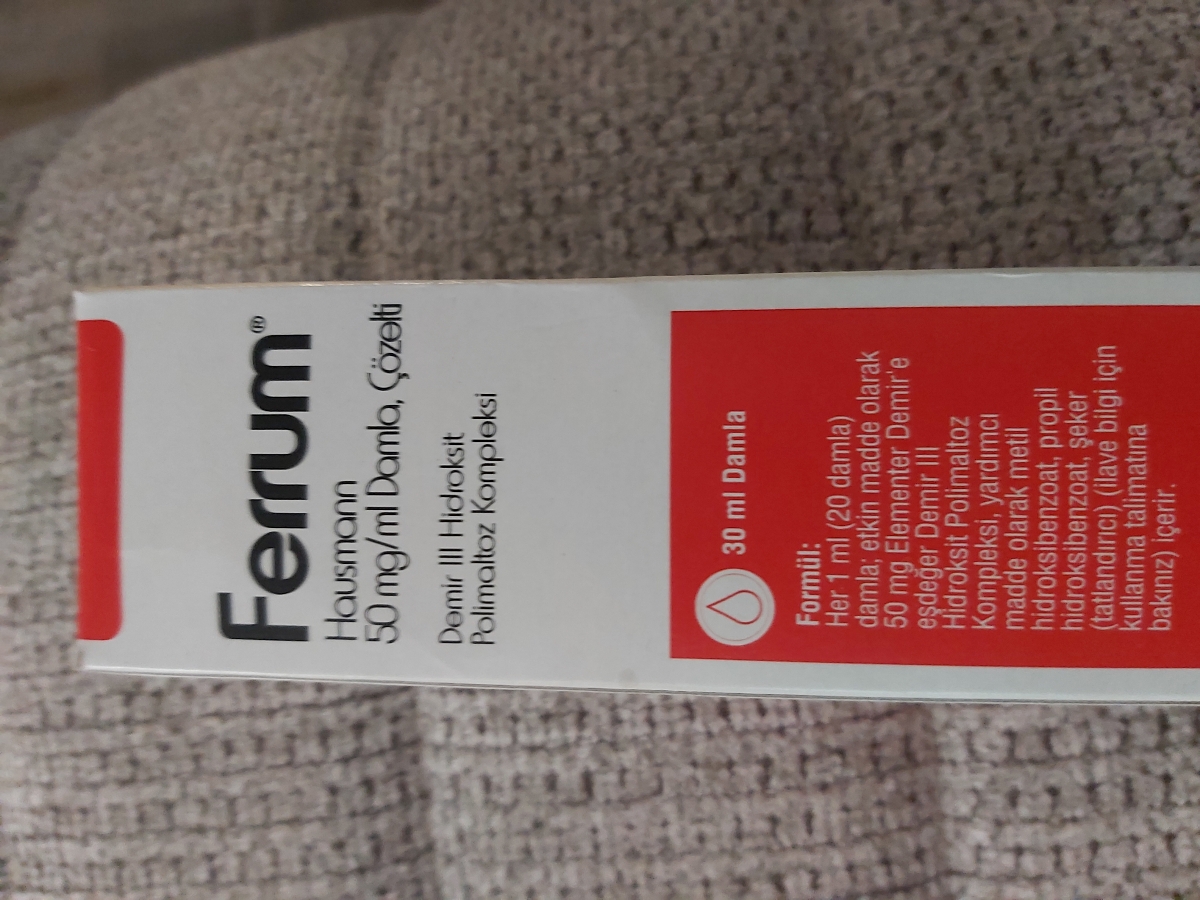 Ferrum®
Hausmann
50 mg/ml Damla, Çözelti
Demir III Hidroksit
Polimaltoz Kompleksi
30 ml Damla
Formül:
Her 1 ml (20 damla)
damla; etkin madde olarak
50 mg Elementer Demir'e
eşdeğer Demir III
Hidroksit Polimaltoz
Kompleksi, yardımcı
madde olarak metil
hidroksibenzoat, propil
hidroksibenzoat, şeker
(tatlandırıcı) (ilave bilgi için
kullanma talimatına
bakınız) içerir.